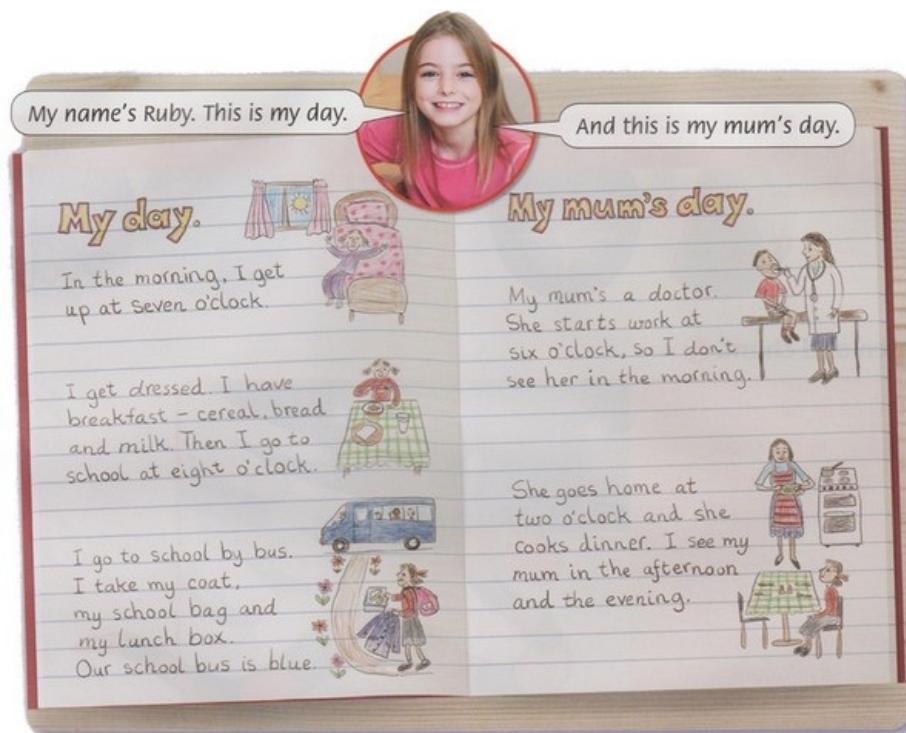 My name's Ruby. This is my day.
And this is my mum's day.
My day.
In the morning, I get
up at seven o'clock.
I get dressed. I have
breakfast – cereal, bread
and milk. Then I go to
school at eight o'clock.
I go to school by bus.
I take my coat,
my school bag and
my lunch box.
Our school bus is blue.
My mum's day.
My mum's a doctor.
She starts work at
six o'clock, so I don't
see her in the morning.
She goes home at
two o'clock and she
cooks dinner. I see my
mum in the afternoon
and the evening.